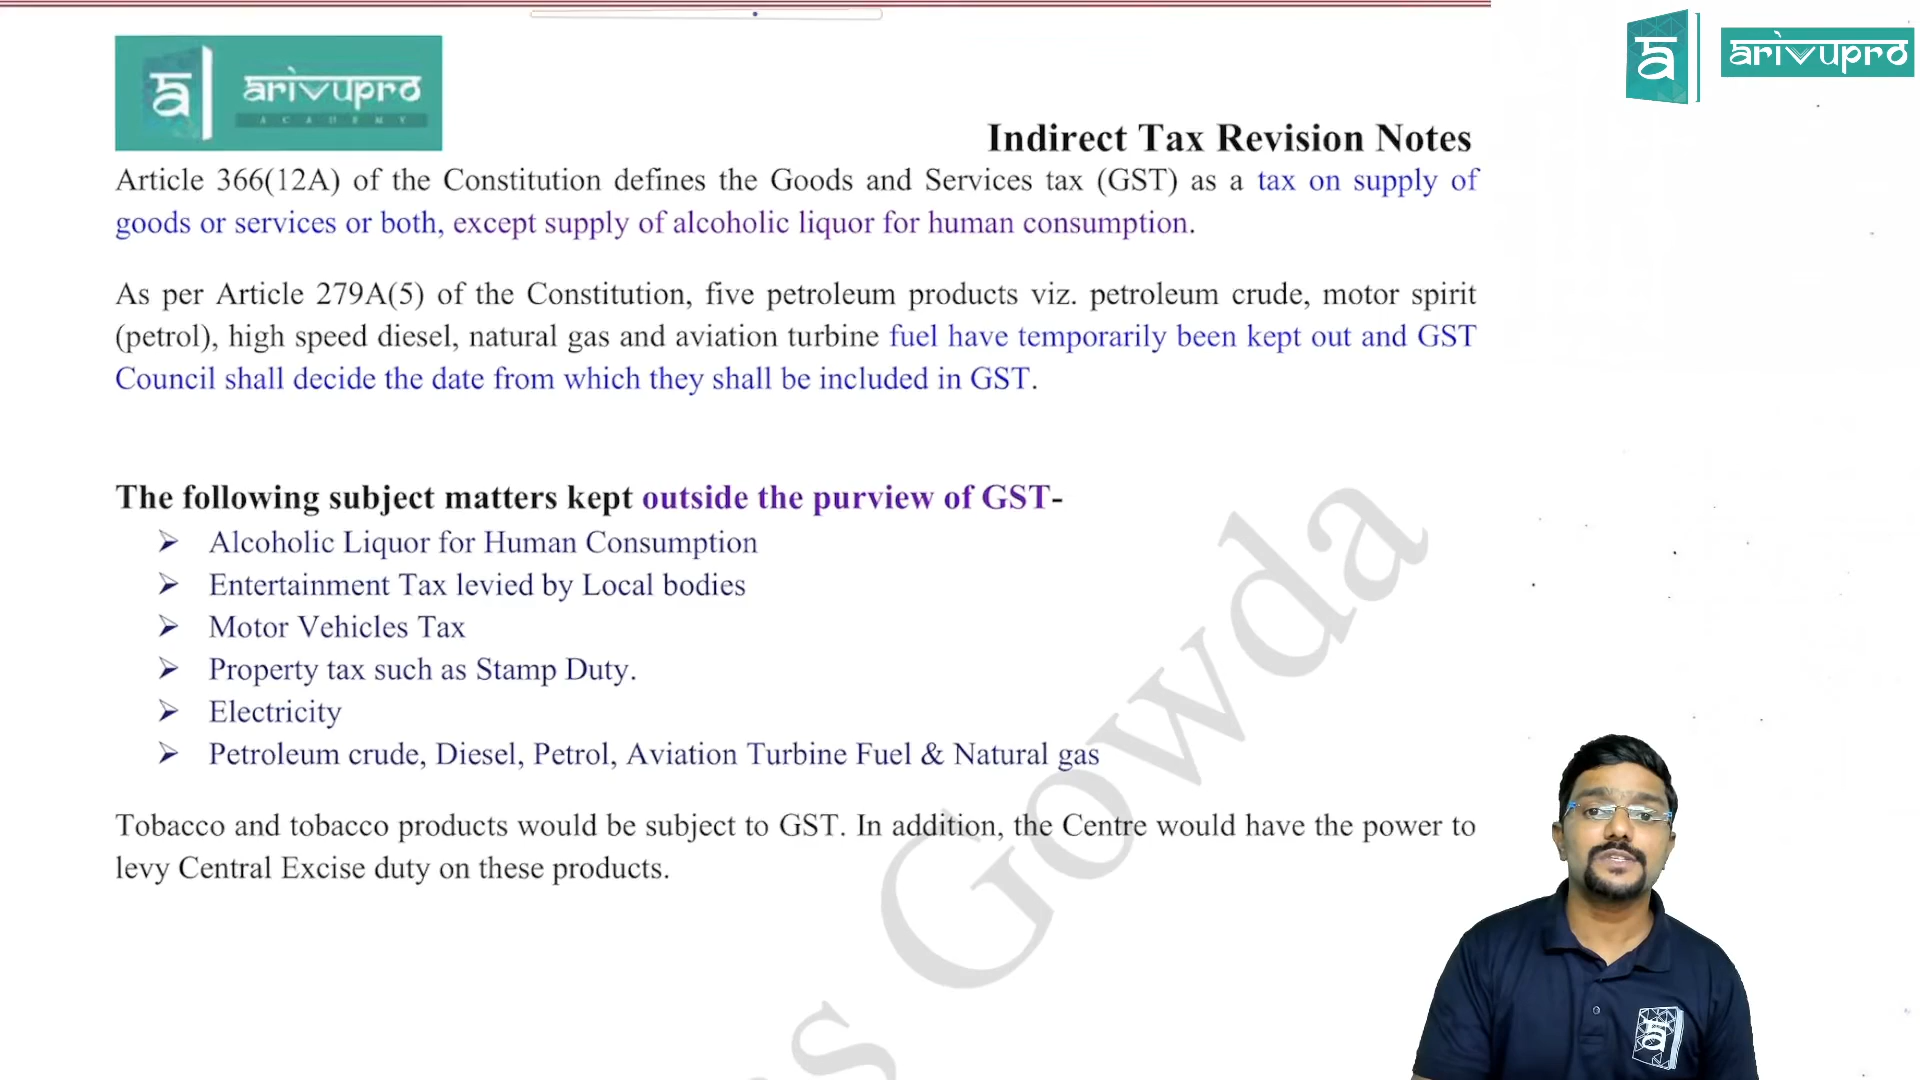 arivupro
ACADEMY
arivupro
Indirect Tax Revision Notes
Article 366(12A) of the Constitution defines the Goods and Services tax (GST) as a tax on supply of
goods or services or both, except supply of alcoholic liquor for human consumption.
As per Article 279A(5) of the Constitution, five petroleum products viz. petroleum crude, motor spirit
(petrol), high speed diesel, natural gas and aviation turbine fuel have temporarily been kept out and GST
Council shall decide the date from which they shall be included in GST.
The following subject matters kept outside the purview of GST-
➢ Alcoholic Liquor for Human Consumption
➢ Entertainment Tax levied by Local bodies
➢ Motor Vehicles Tax
➢ Property tax such as Stamp Duty.
➢ Electricity
➢ Petroleum crude, Diesel, Petrol, Aviation Turbine Fuel & Natural gas
Tobacco and tobacco products would be subject to GST. In addition, the Centre would have the power to
levy Central Excise duty on these products.
Gowda